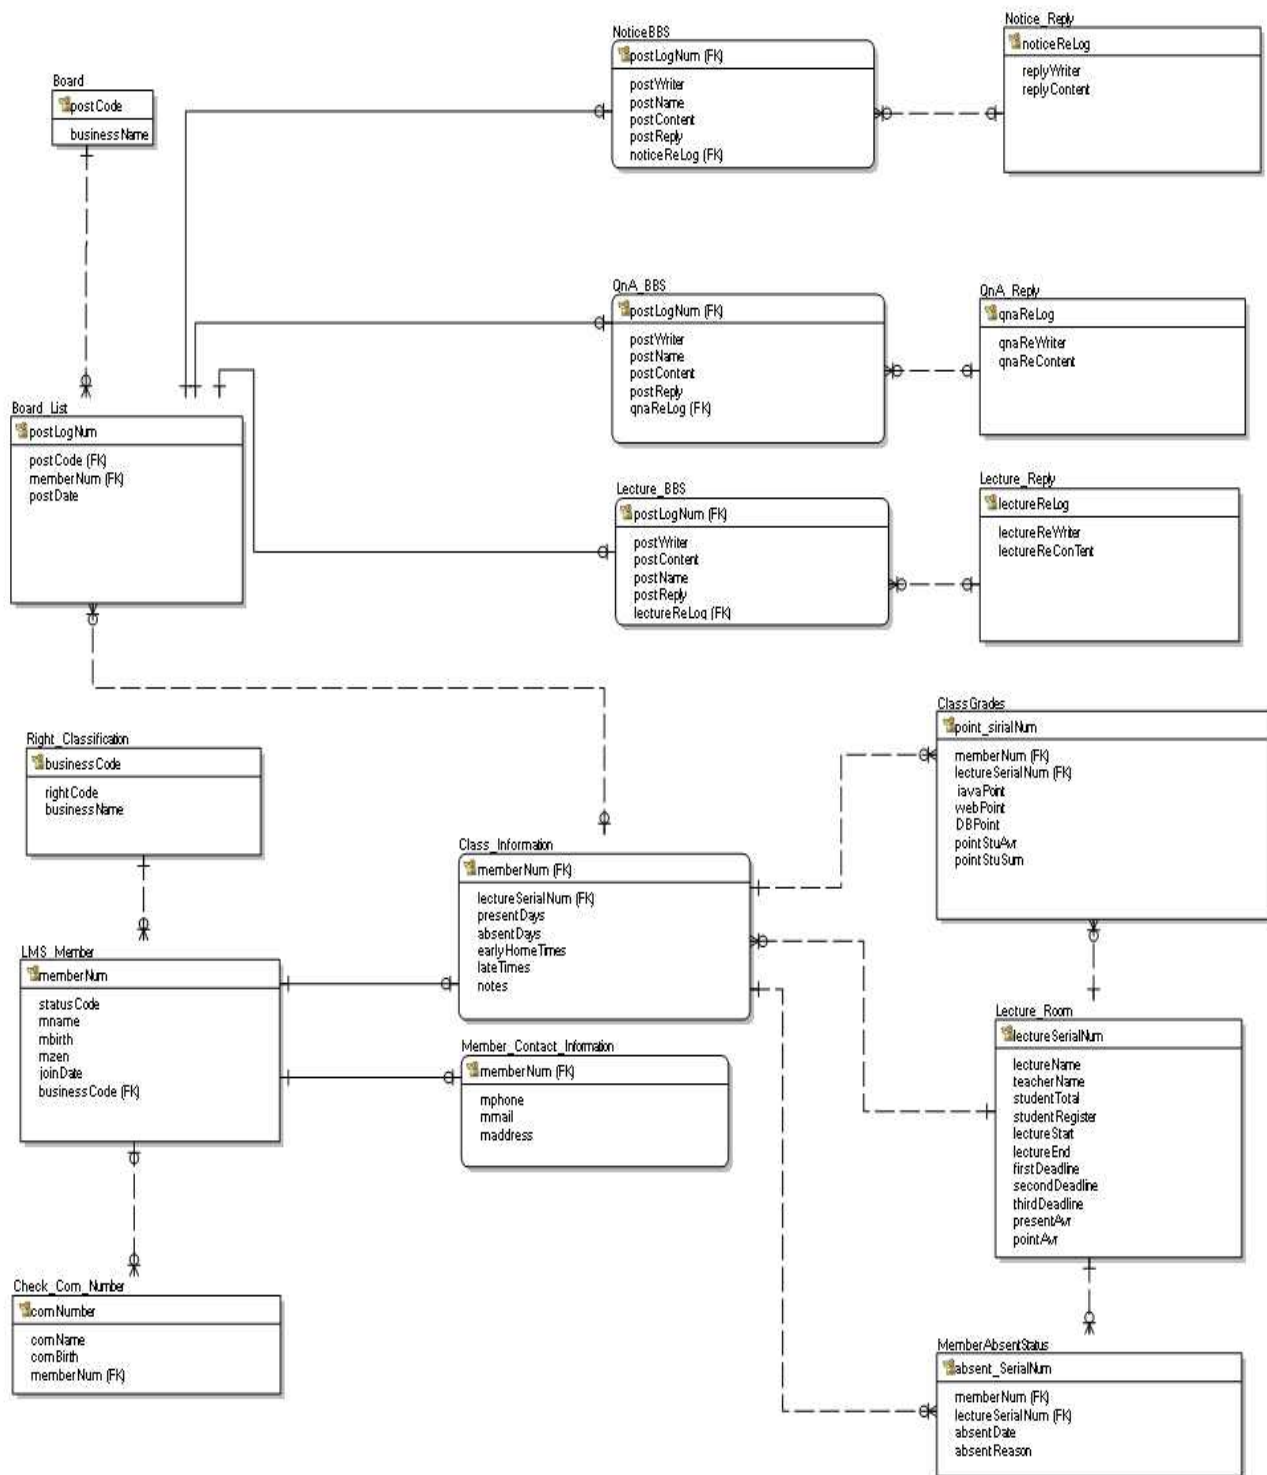 Board
postCode
businessName
NoticeBBS
postLogNum (FK)
postWriter
postName
postContent
postReply
noticeReLog (FK)
Notice_Reply
noticeReLog
replyWriter
replyContent
QnA_BBS
postLogNum (FK)
postWriter
postName
postContent
postReply
qnaReLog (FK)
QnA_Reply
qnaReLog
qnaReWriter
qnaReContent
Board_List
postLogNum
postCode (FK)
memberNum (FK)
postDate
Lecture_BBS
postLogNum (FK)
postWriter
postContent
postName
postReply
lectureReLog (FK)
Lecture_Reply
lectureReLog
lectureReWriter
lectureReConTent
Right_Classification
businessCode
rightCode
businessName
Class_Information
memberNum (FK)
lectureSerialNum (FK)
presentDays
absentDays
earlyHomeTimes
lateTimes
notes
ClassGrades
point_sirialNum
memberNum (FK)
lectureSerialNum (FK)
javaPoint
webPoint
DBPoint
pointStuAvr
pointStuSum
LMS_Member
memberNum
statusCode
mname
mbirth
mzen
joinDate
businessCode (FK)
Member_Contact_Information
memberNum (FK)
mphone
mmail
maddress
Lecture_Room
lectureSerialNum
lectureName
teacherName
studentTotal
studentRegister
lectureStart
lectureEnd
firstDeadline
secondDeadline
thirdDeadline
presentAvr
pointAvr
Check_Com_Number
comNumber
comName
comBirth
memberNum (FK)
MemberAbsentStatus
absent_SerialNum
memberNum (FK)
lectureSerialNum (FK)
absentDate
absentReason